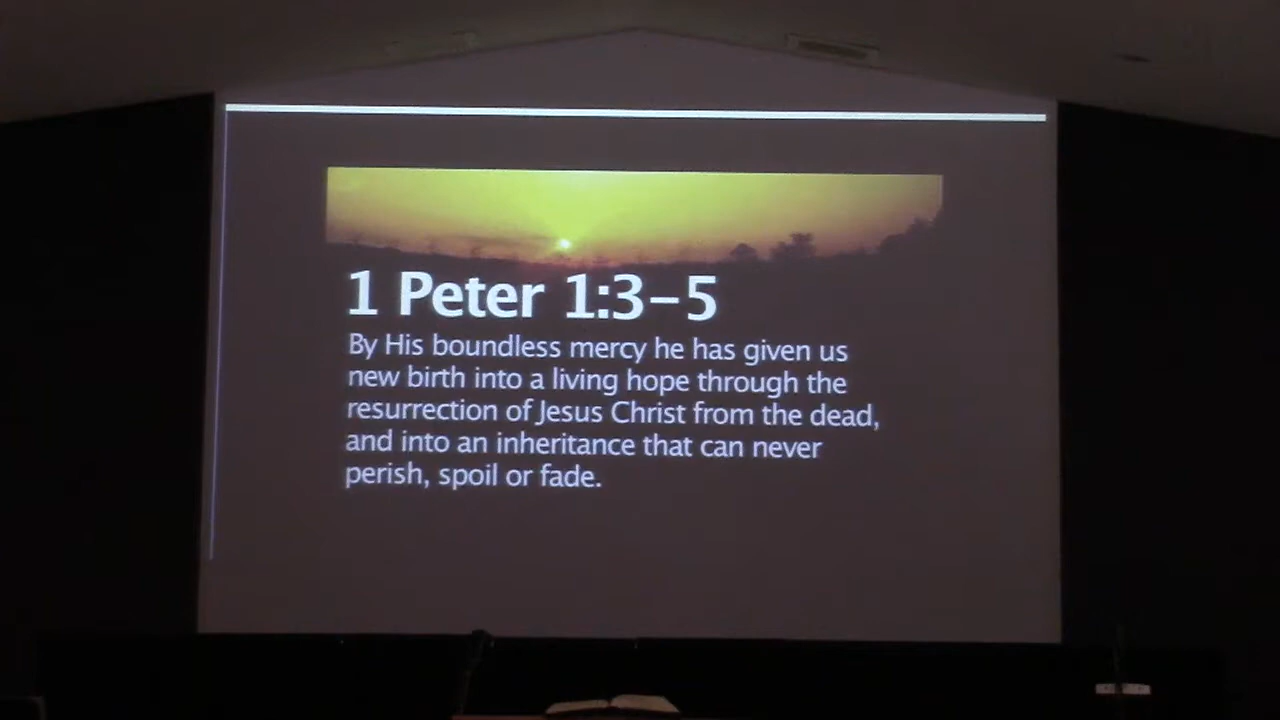 1 Peter 1:3–5
By His boundless mercy he has given us
new birth into a living hope through the
resurrection of Jesus Christ from the dead,
and into an inheritance that can never
perish, spoil or fade.